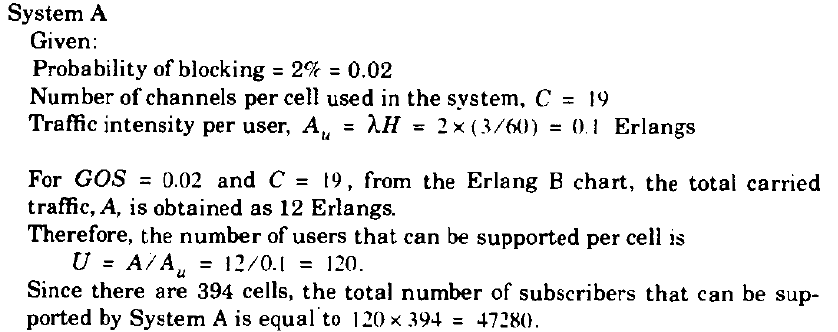 System A
Given:
Probability of blocking = 2% = 0.02
Number of channels per cell used in the system, C = 19
Traffic intensity per user, A_u = λH = 2 × (3/60) = 0.1 Erlangs
For GOS = 0.02 and C = 19, from the Erlang B chart, the total carried
traffic, A, is obtained as 12 Erlangs.
Therefore, the number of users that can be supported per cell is
U = A/A_u = 12/0.1 = 120.
Since there are 394 cells, the total number of subscribers that can be sup-
ported by System A is equal to 120 × 394 = 47280.